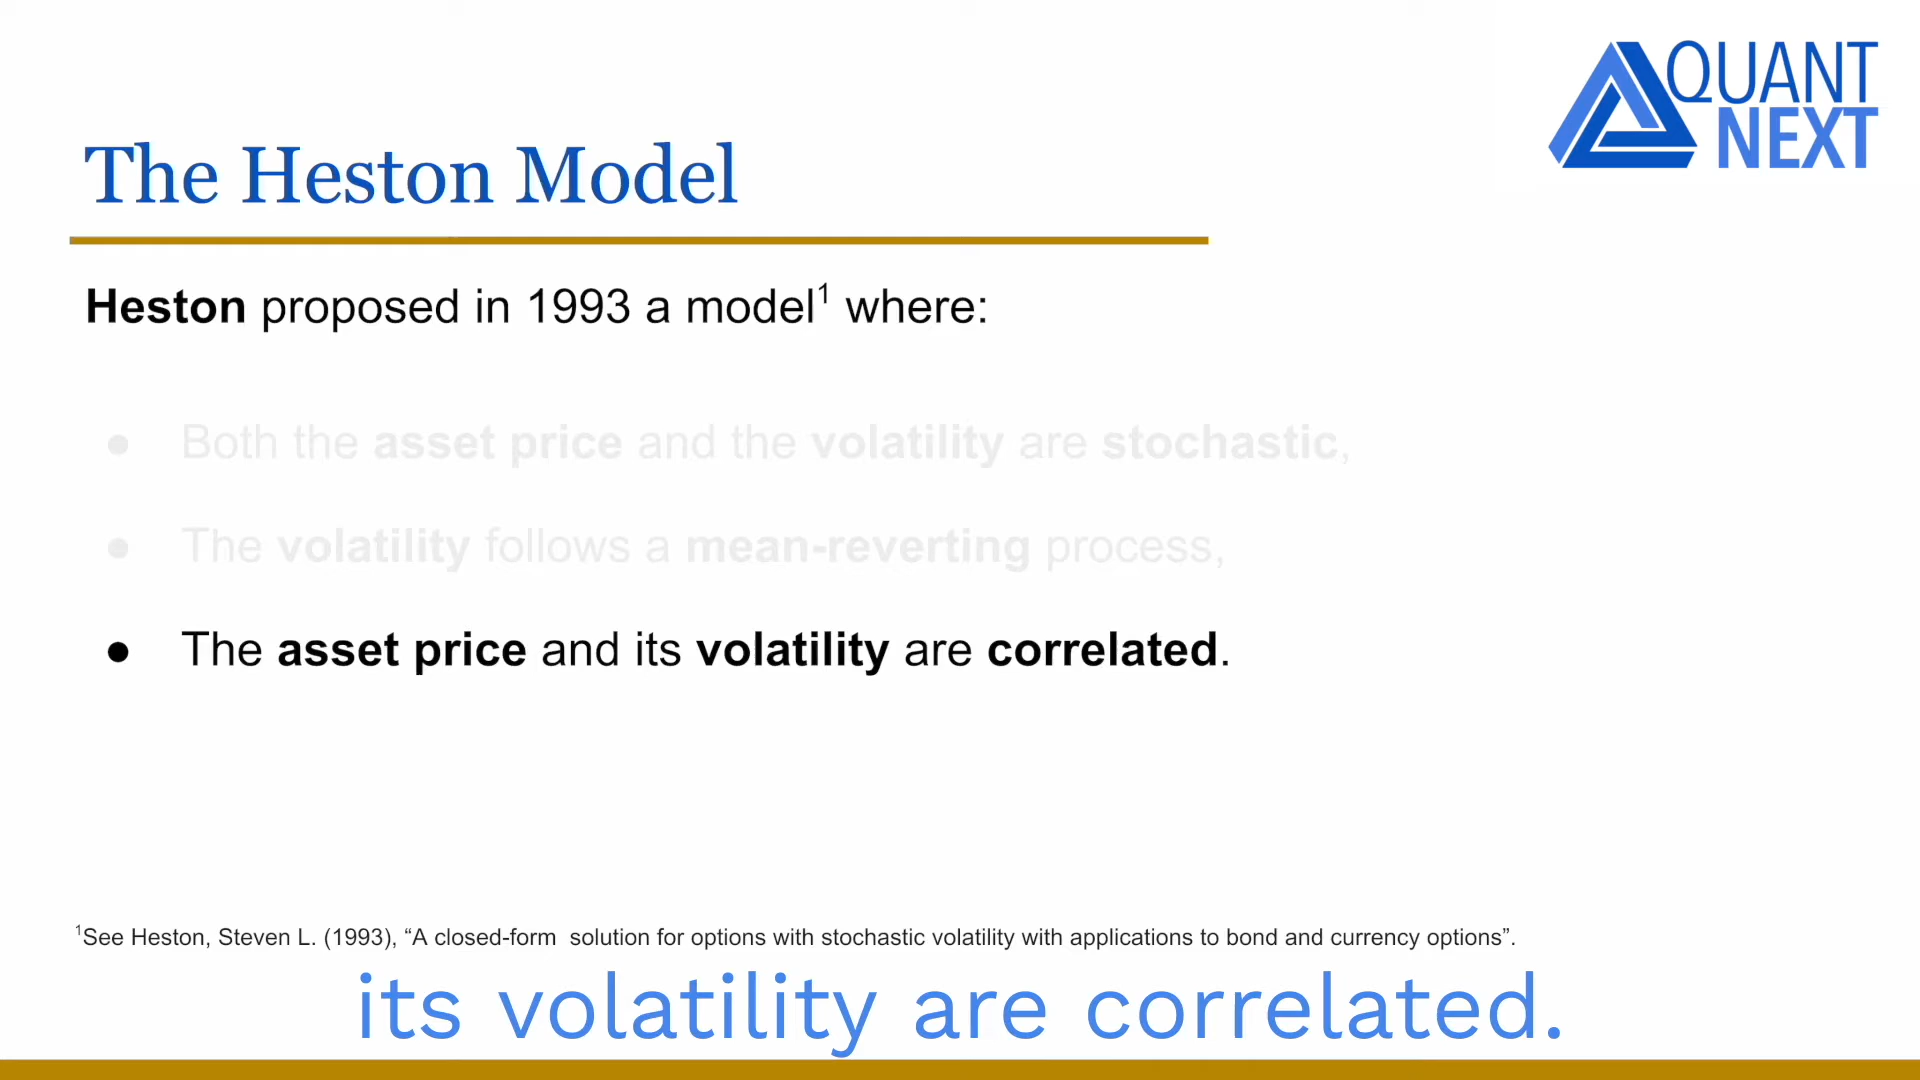 QUANT
NEXT
The Heston Model
Heston proposed in 1993 a model¹ where:
● Both the asset price and the volatility are stochastic,
● The volatility follows a mean-reverting process,
● The asset price and its volatility are correlated.
¹See Heston, Steven L. (1993), “A closed-form  solution for options with stochastic volatility with applications to bond and currency options”.
its volatility are correlated.